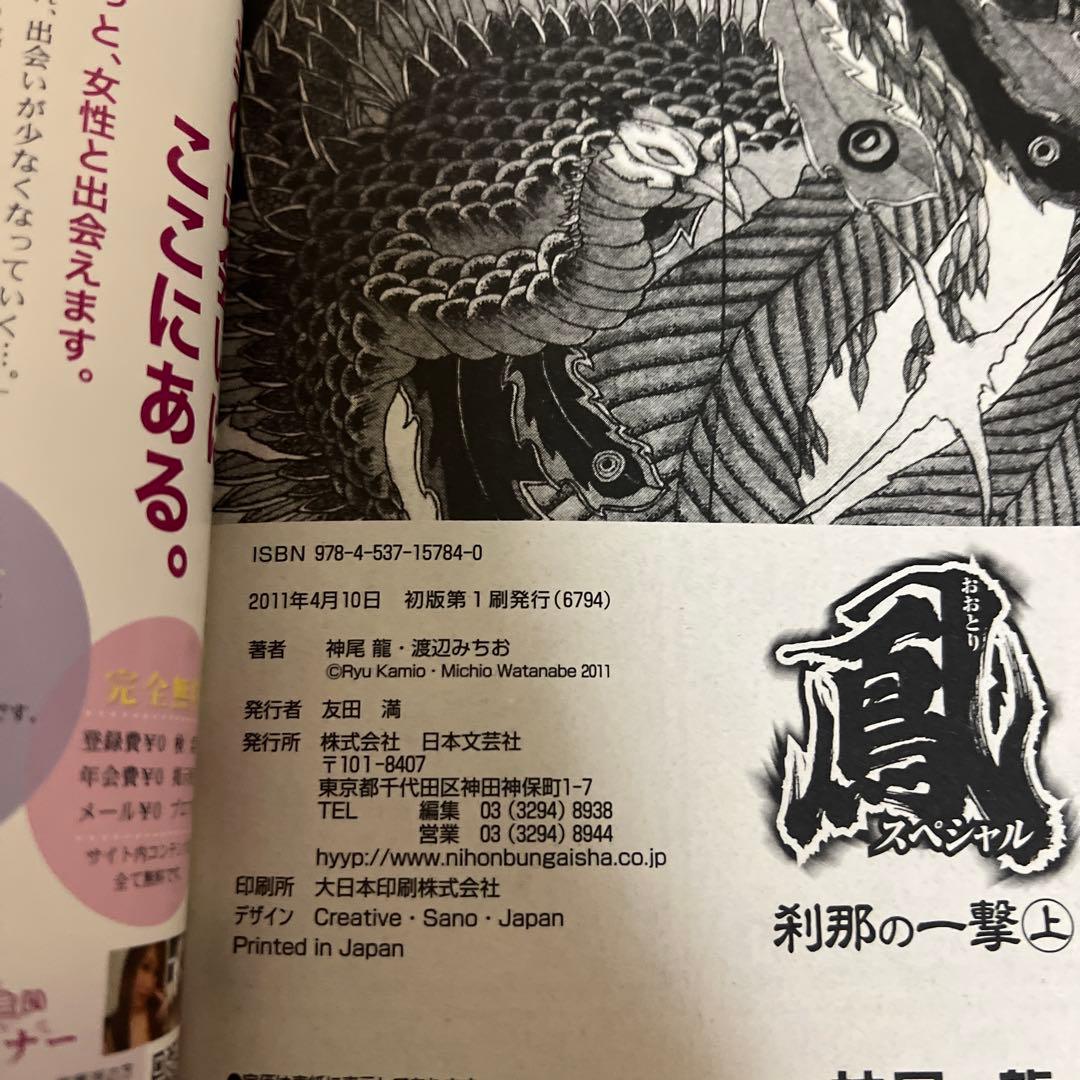 ISBN 978-4-537-15784-0
2011年4月10日 初版第1刷発行(6794)
著者 神尾 龍・渡辺みちお
©Ryu Kamio・Michio Watanabe 2011
発行者 友田 満
発行所 株式会社 日本文芸社
〒101-8407
東京都千代田区神田神保町1-7
TEL 編集 03 (3294) 8938
営業 03 (3294) 8944
hyyp://www.nihonbungaisha.co.jp
印刷所 大日本印刷株式会社
デザイン Creative・Sano・Japan
Printed in Japan
鳳
おおとり
スペシャル
刹那の一撃㊤
ここにある。
っと、女性と出会えます。
、出会いが少なくなっていく…。
です。
完全無
登録費¥0
年会費¥0
メール¥0 プロ
サイト内コンテン
全て無料です
ナー